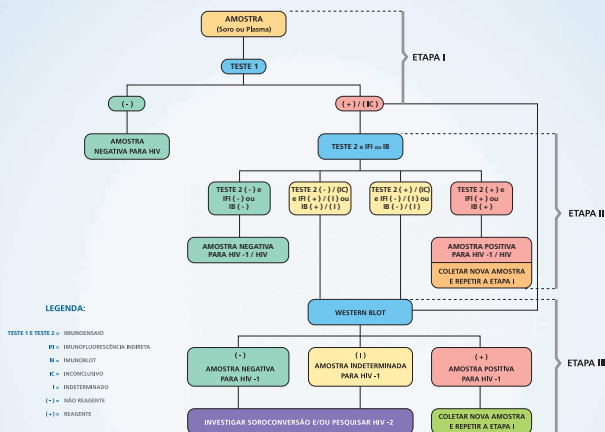 AMOSTRA
(Soro ou Plasma)
ETAPA I
TESTE 1
( - )
( + ) / ( IC )
AMOSTRA
NEGATIVA PARA HIV
TESTE 2 e IFI ou IB
TESTE 2 ( - ) e
IFI ( - ) ou
IB ( - )
TESTE 2 ( - ) / (IC)
e IFI ( + ) / ( I ) ou
IB ( + ) / ( I )
TESTE 2 ( + ) / (IC)
e IFI ( - ) / ( I ) ou
IB ( - ) / ( I )
TESTE 2 ( + ) e
IFI ( + ) ou
IB ( + )
ETAPA II
AMOSTRA NEGATIVA
PARA HIV -1 / HIV
AMOSTRA POSITIVA
PARA HIV -1 / HIV
COLETAR NOVA AMOSTRA
E REPETIR A ETAPA I
WESTERN BLOT
ETAPA III
( - )
AMOSTRA NEGATIVA
PARA HIV -1
( I )
AMOSTRA INDETERMINADA
PARA HIV -1
( + )
AMOSTRA POSITIVA
PARA HIV -1
INVESTIGAR SOROCONVERSÃO E/OU PESQUISAR HIV -2
COLETAR NOVA AMOSTRA
E REPETIR A ETAPA I
LEGENDA:
TESTE 1 E TESTE 2 = IMUNOENSAIO
IFI = IMUNOFLUORESCÊNCIA INDIRETA
IB = IMUNOBLOT
IC = INCONCLUSIVO
I = INDETERMINADO
( - ) = NÃO REAGENTE
( + ) = REAGENTE